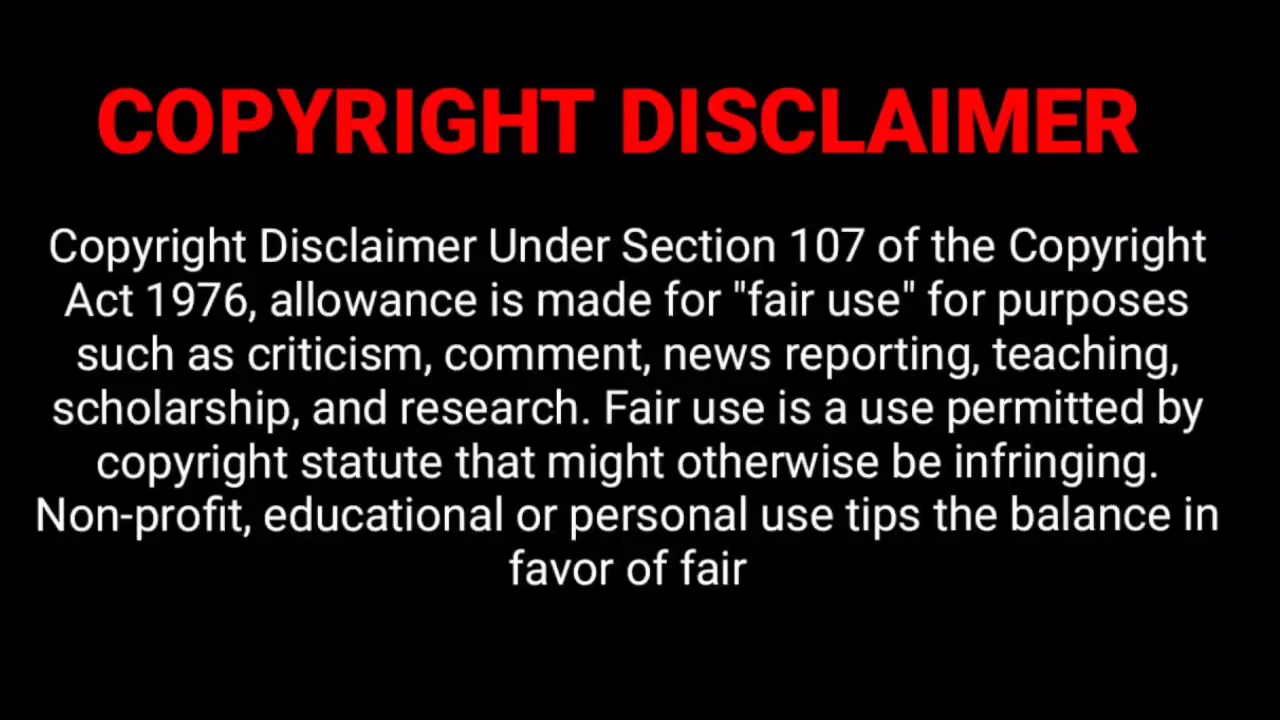 COPYRIGHT DISCLAIMER
Copyright Disclaimer Under Section 107 of the Copyright
Act 1976, allowance is made for "fair use" for purposes
such as criticism, comment, news reporting, teaching,
scholarship, and research. Fair use is a use permitted by
copyright statute that might otherwise be infringing.
Non-profit, educational or personal use tips the balance in
favor of fair